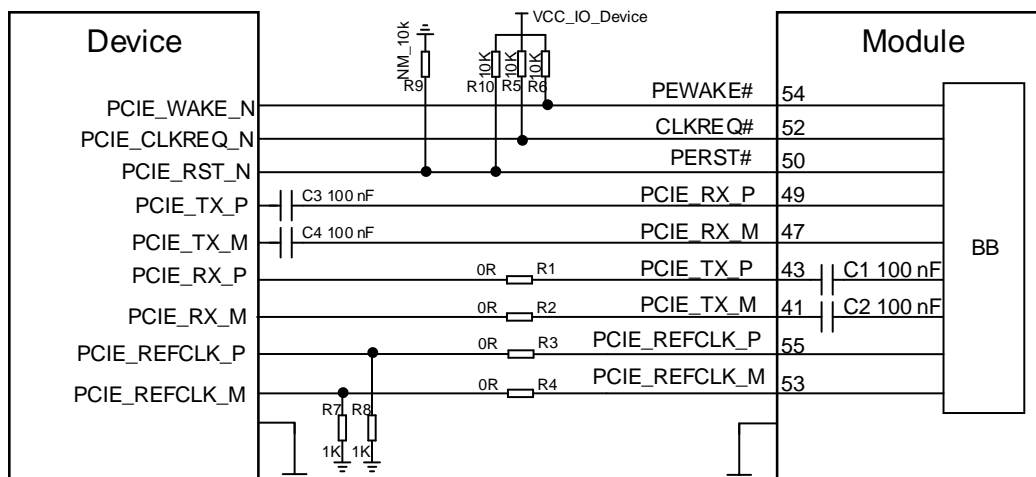 Device
Module
VCC_IO_Device
NM_10k
R9
10K
R10
10K
R5
10K
R6
PCIE_WAKE_N
PEWAKE#
54
PCIE_CLKREQ_N
CLKREQ#
52
PCIE_RST_N
PERST#
50
PCIE_TX_P
C3 100 nF
PCIE_RX_P
49
PCIE_TX_M
C4 100 nF
PCIE_RX_M
47
BB
PCIE_RX_P
0R
R1
PCIE_TX_P
43
C1 100 nF
PCIE_RX_M
0R
R2
PCIE_TX_M
41
C2 100 nF
PCIE_REFCLK_P
0R
R3
PCIE_REFCLK_P
55
PCIE_REFCLK_M
0R
R4
PCIE_REFCLK_M
53
R7
R8
1K
1K